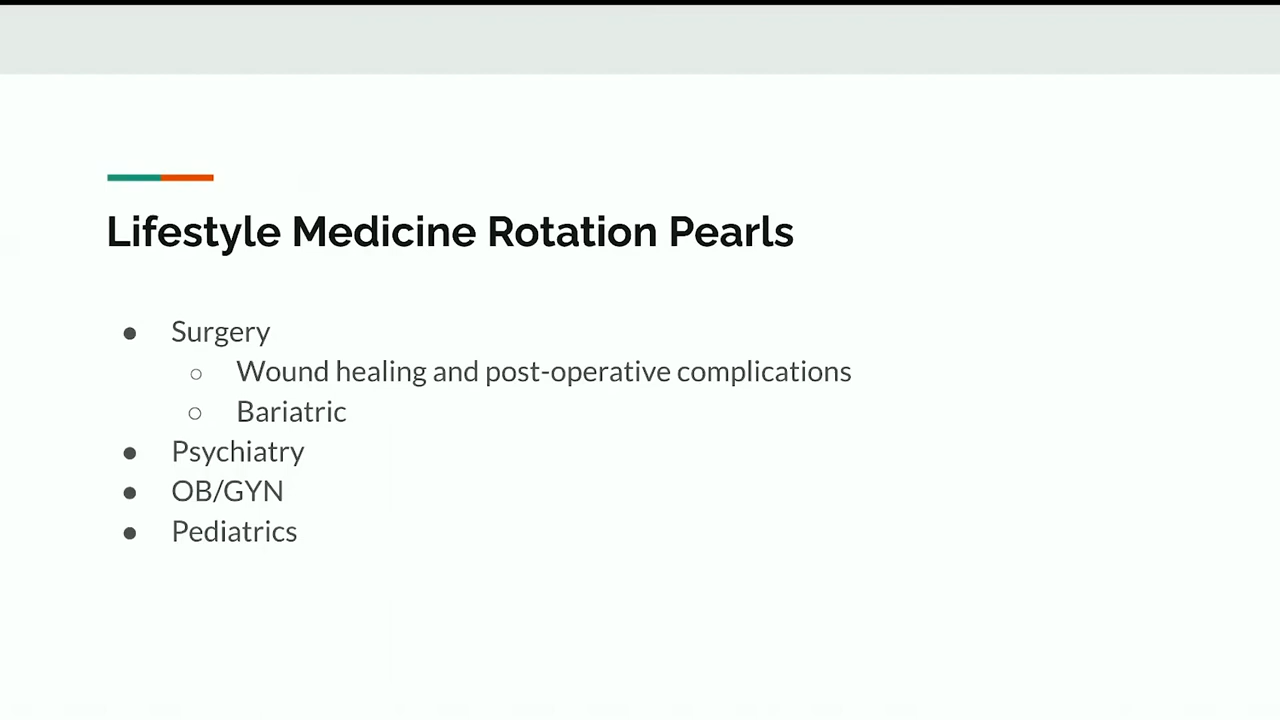 Lifestyle Medicine Rotation Pearls
● Surgery
○ Wound healing and post-operative complications
○ Bariatric
● Psychiatry
● OB/GYN
● Pediatrics